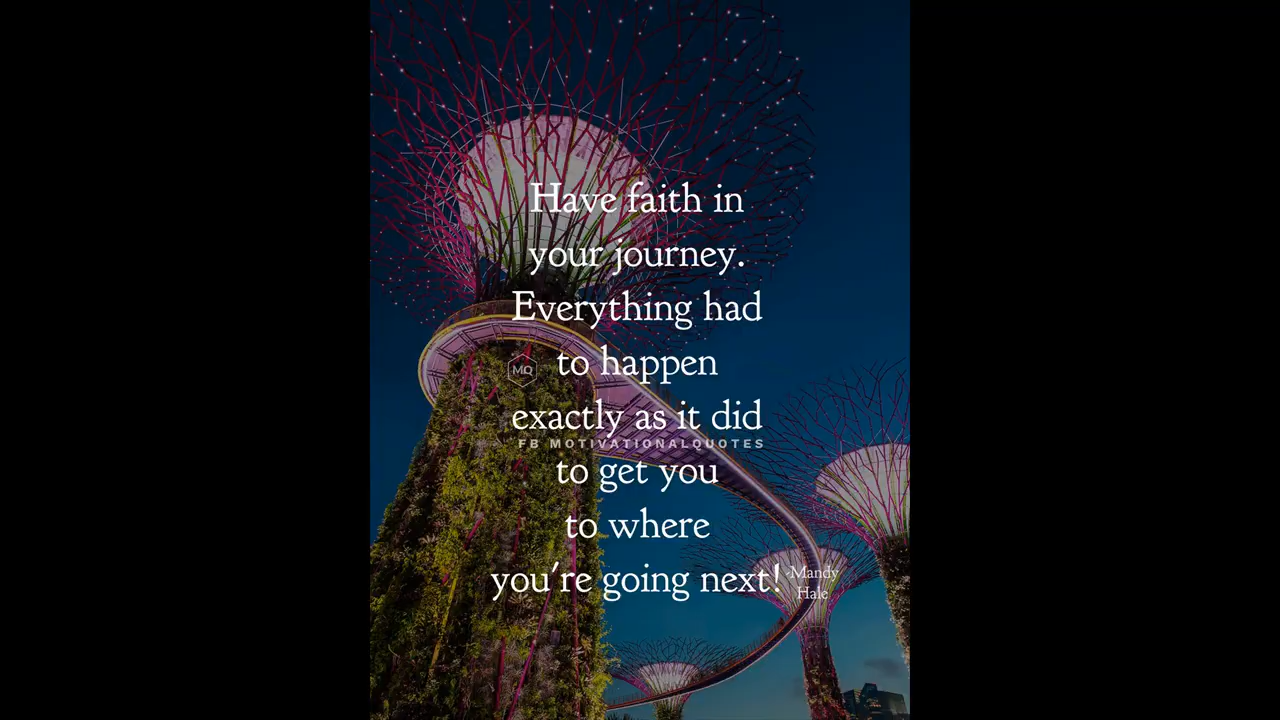 Have faith in
your journey.
Everything had
to happen
MQ
exactly as it did
FB MOTIVATIONALQUOTES
to get you
to where
you're going next!
-Mandy
Hale